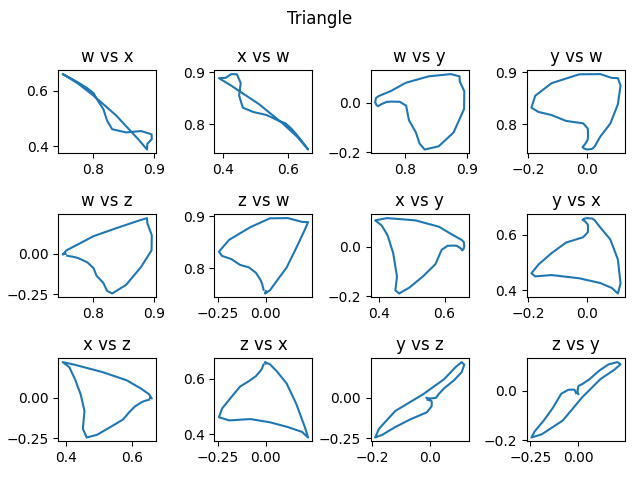 Triangle
w vs x
x vs w
w vs y
y vs w
0.6
0.4
0.8 0.9
0.9
0.8
0.4 0.6
0.0
−0.2
0.8 0.9
0.9
0.8
−0.2 0.0
w vs z
z vs w
x vs y
y vs x
0.00
−0.25
0.8 0.9
0.9
0.8
−0.25 0.00
0.0
−0.2
0.4 0.6
0.6
0.4
−0.2 0.0
x vs z
z vs x
y vs z
z vs y
0.00
−0.25
0.4 0.6
0.6
0.4
−0.25 0.00
0.00
−0.25
−0.2 0.0
0.0
−0.2
−0.25 0.00